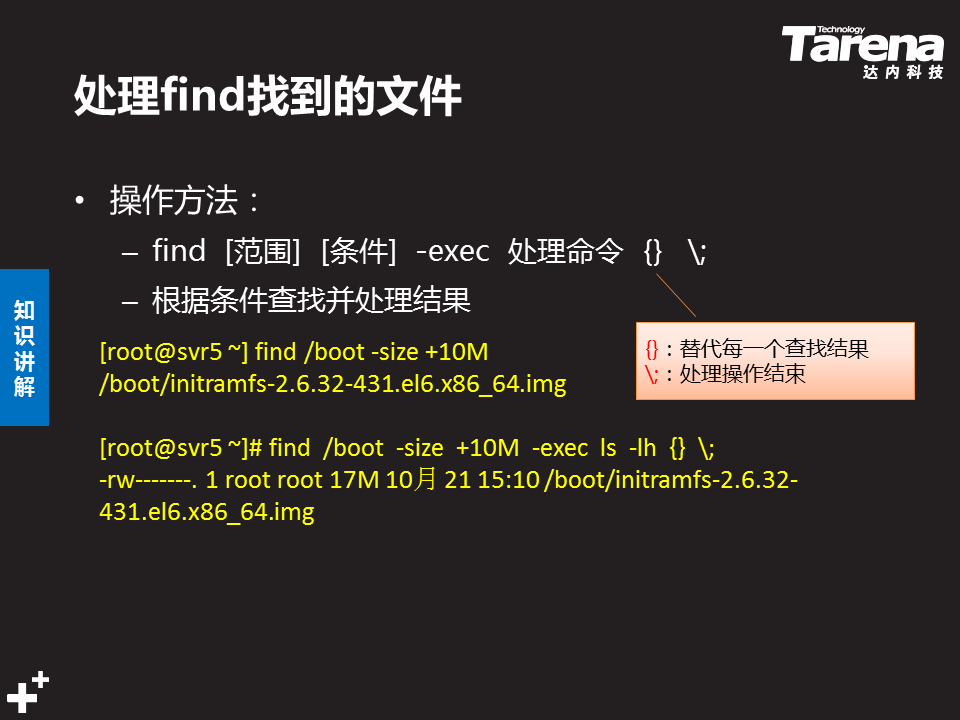 Technology
Tarena
达内科技
处理find找到的文件
• 操作方法：
– find [范围] [条件] -exec 处理命令 {} \;
– 根据条件查找并处理结果
知识讲解
[root@svr5 ~] find /boot -size +10M
/boot/initramfs-2.6.32-431.el6.x86_64.img
{}：替代每一个查找结果
\;：处理操作结束
[root@svr5 ~]# find /boot -size +10M -exec ls -lh {} \;
-rw-------. 1 root root 17M 10月 21 15:10 /boot/initramfs-2.6.32-
431.el6.x86_64.img